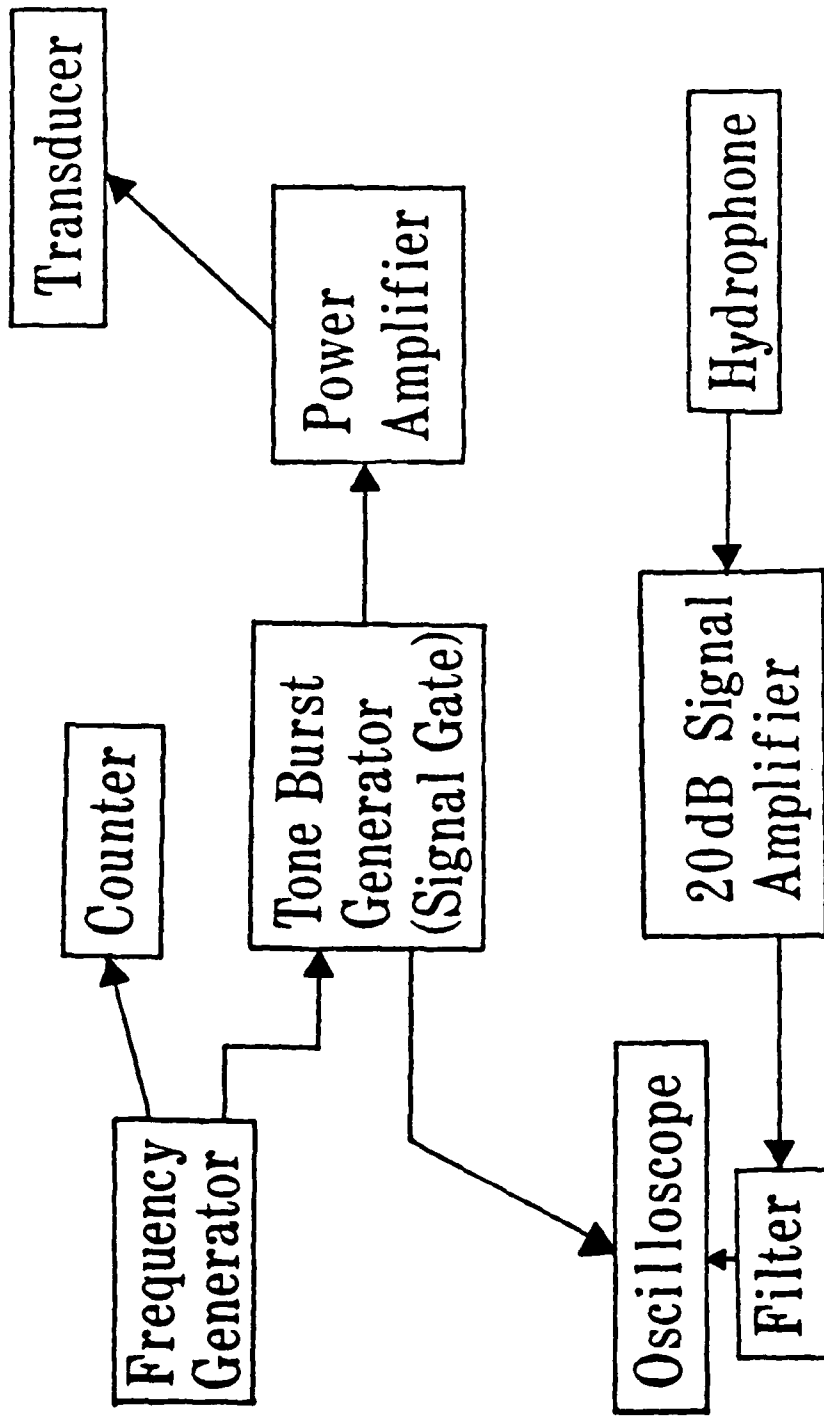 Frequency
Generator
Counter
Tone Burst
Generator
(Signal Gate)
Power
Amplifier
Transducer
Oscilloscope
Filter
20dB Signal
Amplifier
Hydrophone